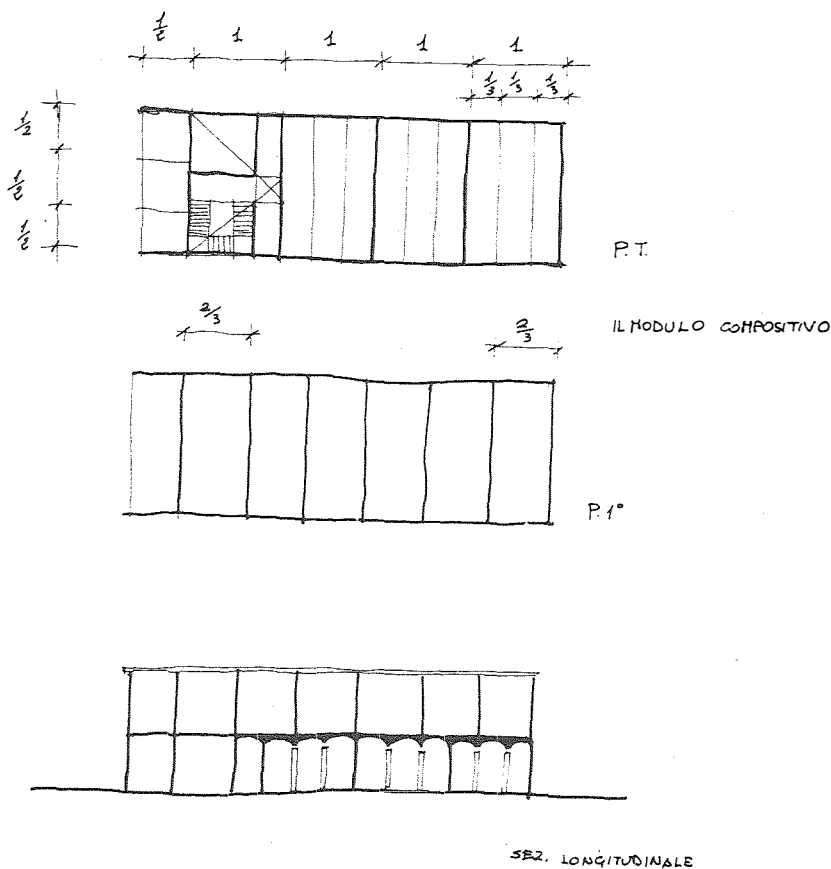 1/2 1 1 1 1
1/3 1/3 1/3
1/2
1/2
1/2
P.T.
2/3 2/3
IL MODULO COMPOSITIVO
P. 1°
SEZ. LONGITUDINALE